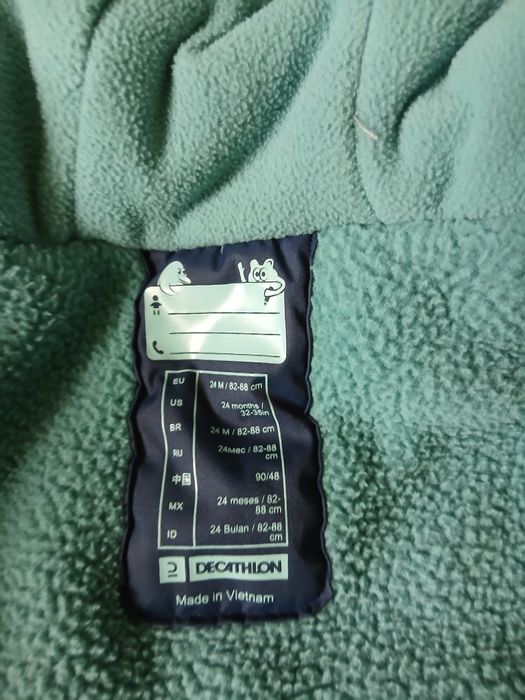 EU 24 M / 82-88 cm
US 24 months / 32-35in
BR 24 M / 82-88 cm
RU 24мес / 82-88 cm
中国 90/48
MX 24 meses / 82-88 cm
ID 24 Bulan / 82-88 cm
DECATHLON
Made in Vietnam